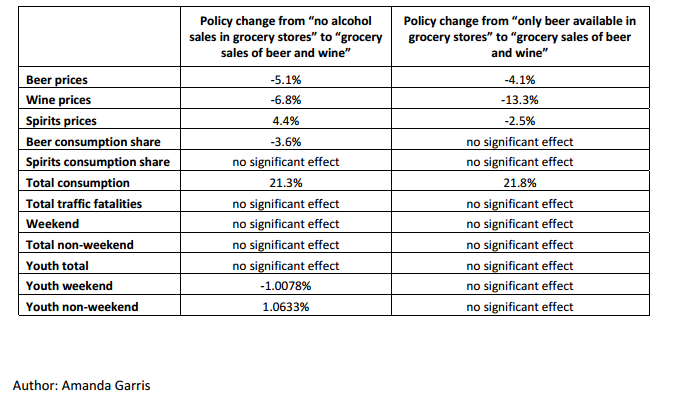 Policy change from “no alcohol sales in grocery stores” to “grocery sales of beer and wine” Policy change from “only beer available in grocery stores” to “grocery sales of beer and wine”
Beer prices -5.1% -4.1%
Wine prices -6.8% -13.3%
Spirits prices 4.4% -2.5%
Beer consumption share -3.6% no significant effect
Spirits consumption share no significant effect no significant effect
Total consumption 21.3% 21.8%
Total traffic fatalities no significant effect no significant effect
Weekend no significant effect no significant effect
Total non-weekend no significant effect no significant effect
Youth total no significant effect no significant effect
Youth weekend -1.0078% no significant effect
Youth non-weekend 1.0633% no significant effect
Author: Amanda Garris